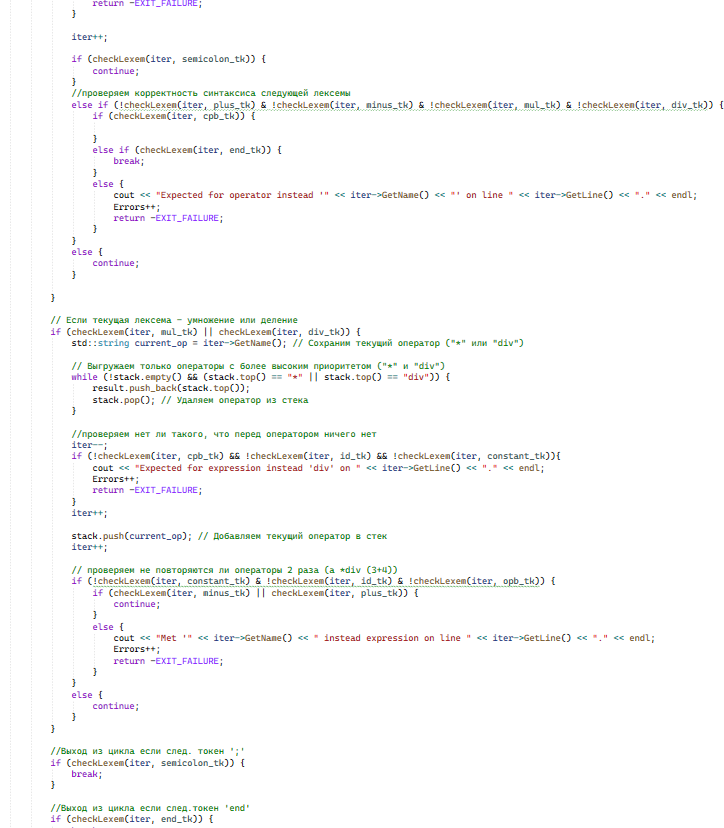 return -EXIT_FAILURE;
}
iter++;
if (checkLexem(iter, semicolon_tk)) {
continue;
}
//проверяем корректность синтаксиса следующей лексемы
else if (!checkLexem(iter, plus_tk) & !checkLexem(iter, minus_tk) & !checkLexem(iter, mul_tk) & !checkLexem(iter, div_tk)) {
if (checkLexem(iter, cpb_tk)) {
}
else if (checkLexem(iter, end_tk)) {
break;
}
else {
cout << "Expected for operator instead '" << iter->GetName() << "' on line " << iter->GetLine() << "." << endl;
Errors++;
return -EXIT_FAILURE;
}
}
else {
continue;
}
}
// Если текущая лексема - умножение или деление
if (checkLexem(iter, mul_tk) || checkLexem(iter, div_tk)) {
std::string current_op = iter->GetName(); // Сохраним текущий оператор ("*" или "div")
// Выгружаем только операторы с более высоким приоритетом ("*" и "div")
while (!stack.empty() && (stack.top() == "*" || stack.top() == "div")) {
result.push_back(stack.top());
stack.pop(); // Удаляем оператор из стека
}
//проверяем нет ли такого, что перед оператором ничего нет
iter--;
if (!checkLexem(iter, cpb_tk) && !checkLexem(iter, id_tk) && !checkLexem(iter, constant_tk)){
cout << "Expected for expression instead 'div' on " << iter->GetLine() << "." << endl;
Errors++;
return -EXIT_FAILURE;
}
iter++;
stack.push(current_op); // Добавляем текущий оператор в стек
iter++;
// проверяем не повторяются ли операторы 2 раза (a *div (3+4))
if (!checkLexem(iter, constant_tk) & !checkLexem(iter, id_tk) & !checkLexem(iter, opb_tk)) {
if (checkLexem(iter, minus_tk) || checkLexem(iter, plus_tk)) {
continue;
}
else {
cout << "Met '" << iter->GetName() << " instead expression on line " << iter->GetLine() << "." << endl;
Errors++;
return -EXIT_FAILURE;
}
}
else {
continue;
}
}
//Выход из цикла если след. токен ';'
if (checkLexem(iter, semicolon_tk)) {
break;
}
//Выход из цикла если след.токен 'end'
if (checkLexem(iter, end_tk)) {